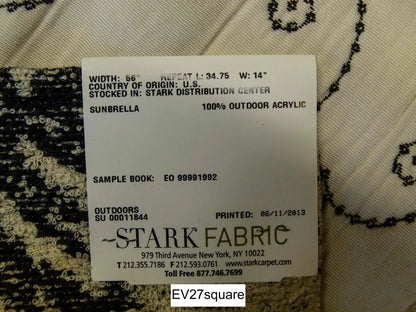 WIDTH: 56" REPEAT L: 34.75 W: 14"
COUNTRY OF ORIGIN: U.S.
STOCKED IN: STARK DISTRIBUTION CENTER
SUNBRELLA 100% OUTDOOR ACRYLIC
SAMPLE BOOK: EO 99991992
OUTDOORS
SU 00011844 PRINTED: 06/11/2013
~STARK FABRIC
979 Third Avenue New York, NY 10022
T 212.355.7186 F 212.593.0761 www.starkcarpet.com
Toll Free 877.746.7699
EV27square